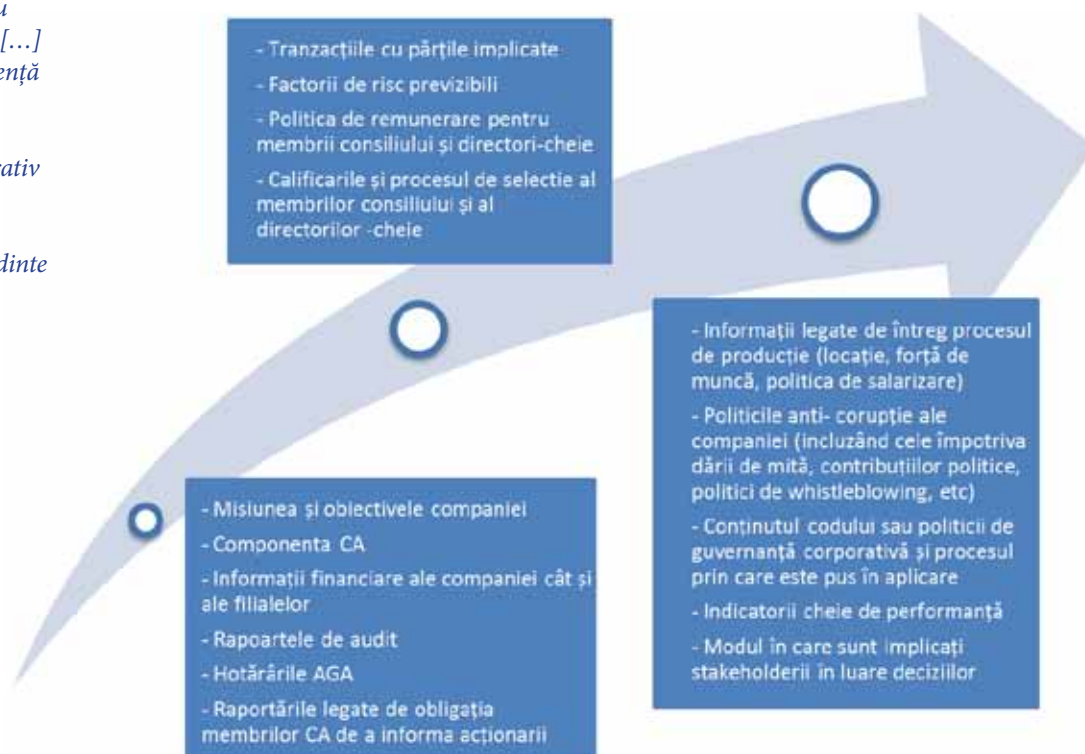 u
[…]
ență
rativ
dinte
- Tranzacțiile cu părțile implicate
- Factorii de risc previzibili
- Politica de remunerare pentru
membrii consiliului și directori-cheie
- Calificarile și procesul de selectie al
membrilor consiliului și al
directorilor -cheie
- Misiunea și obiectivele companiei
- Componenta CA
- Informații financiare ale companiei cât și
ale filialelor
- Rapoartele de audit
- Hotărârile AGA
- Raportările legate de obligația
membrilor CA de a informa acționarii
- Informații legate de întreg procesul
de producție (locație, forță de
muncă, politica de salarizare)
- Politicile anti- corupție ale
companiei (incluzând cele împotriva
dării de mită, contribuțiilor politice,
politici de whistleblowing, etc)
- Conținutul codului sau politicii de
guvernanță corporativă și procesul
prin care este pus în aplicare
- Indicatorii cheie de performanță
- Modul în care sunt implicați
stakeholderii în luare deciziilor